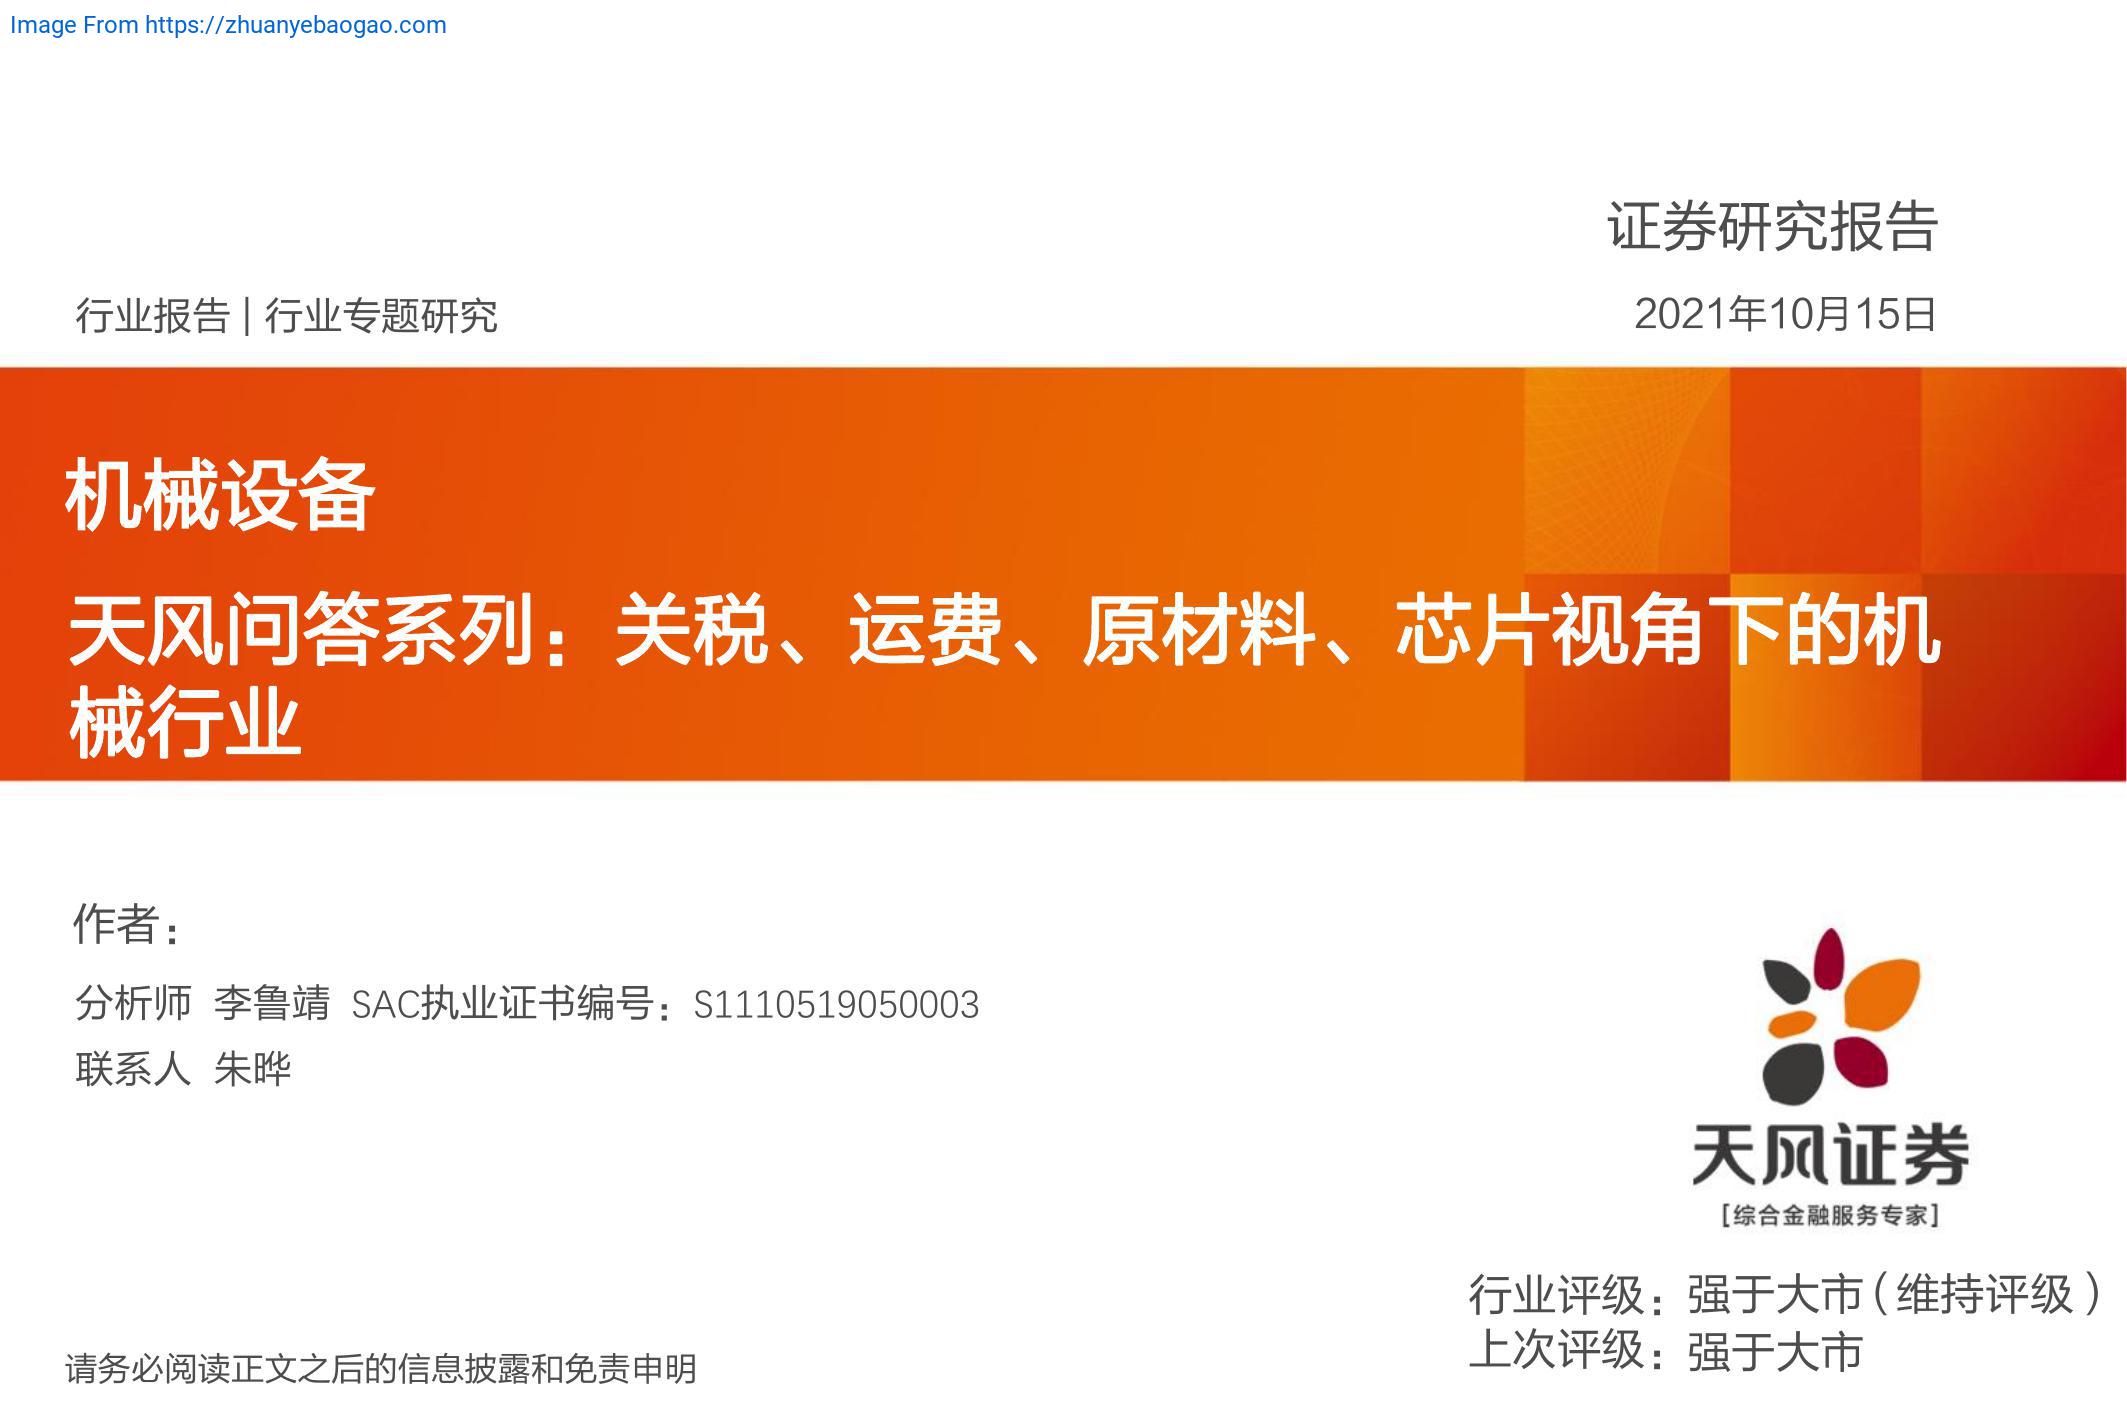 Image From https://zhuanyebaogao.com
证券研究报告
行业报告 | 行业专题研究
2021年10月15日
机械设备
天风问答系列：关税、运费、原材料、芯片视角下的机
械行业
作者：
分析师 李鲁靖 SAC执业证书编号：S1110519050003
联系人 朱晔
天风证券
[综合金融服务专家]
行业评级：强于大市（维持评级）
上次评级：强于大市
请务必阅读正文之后的信息披露和免责申明